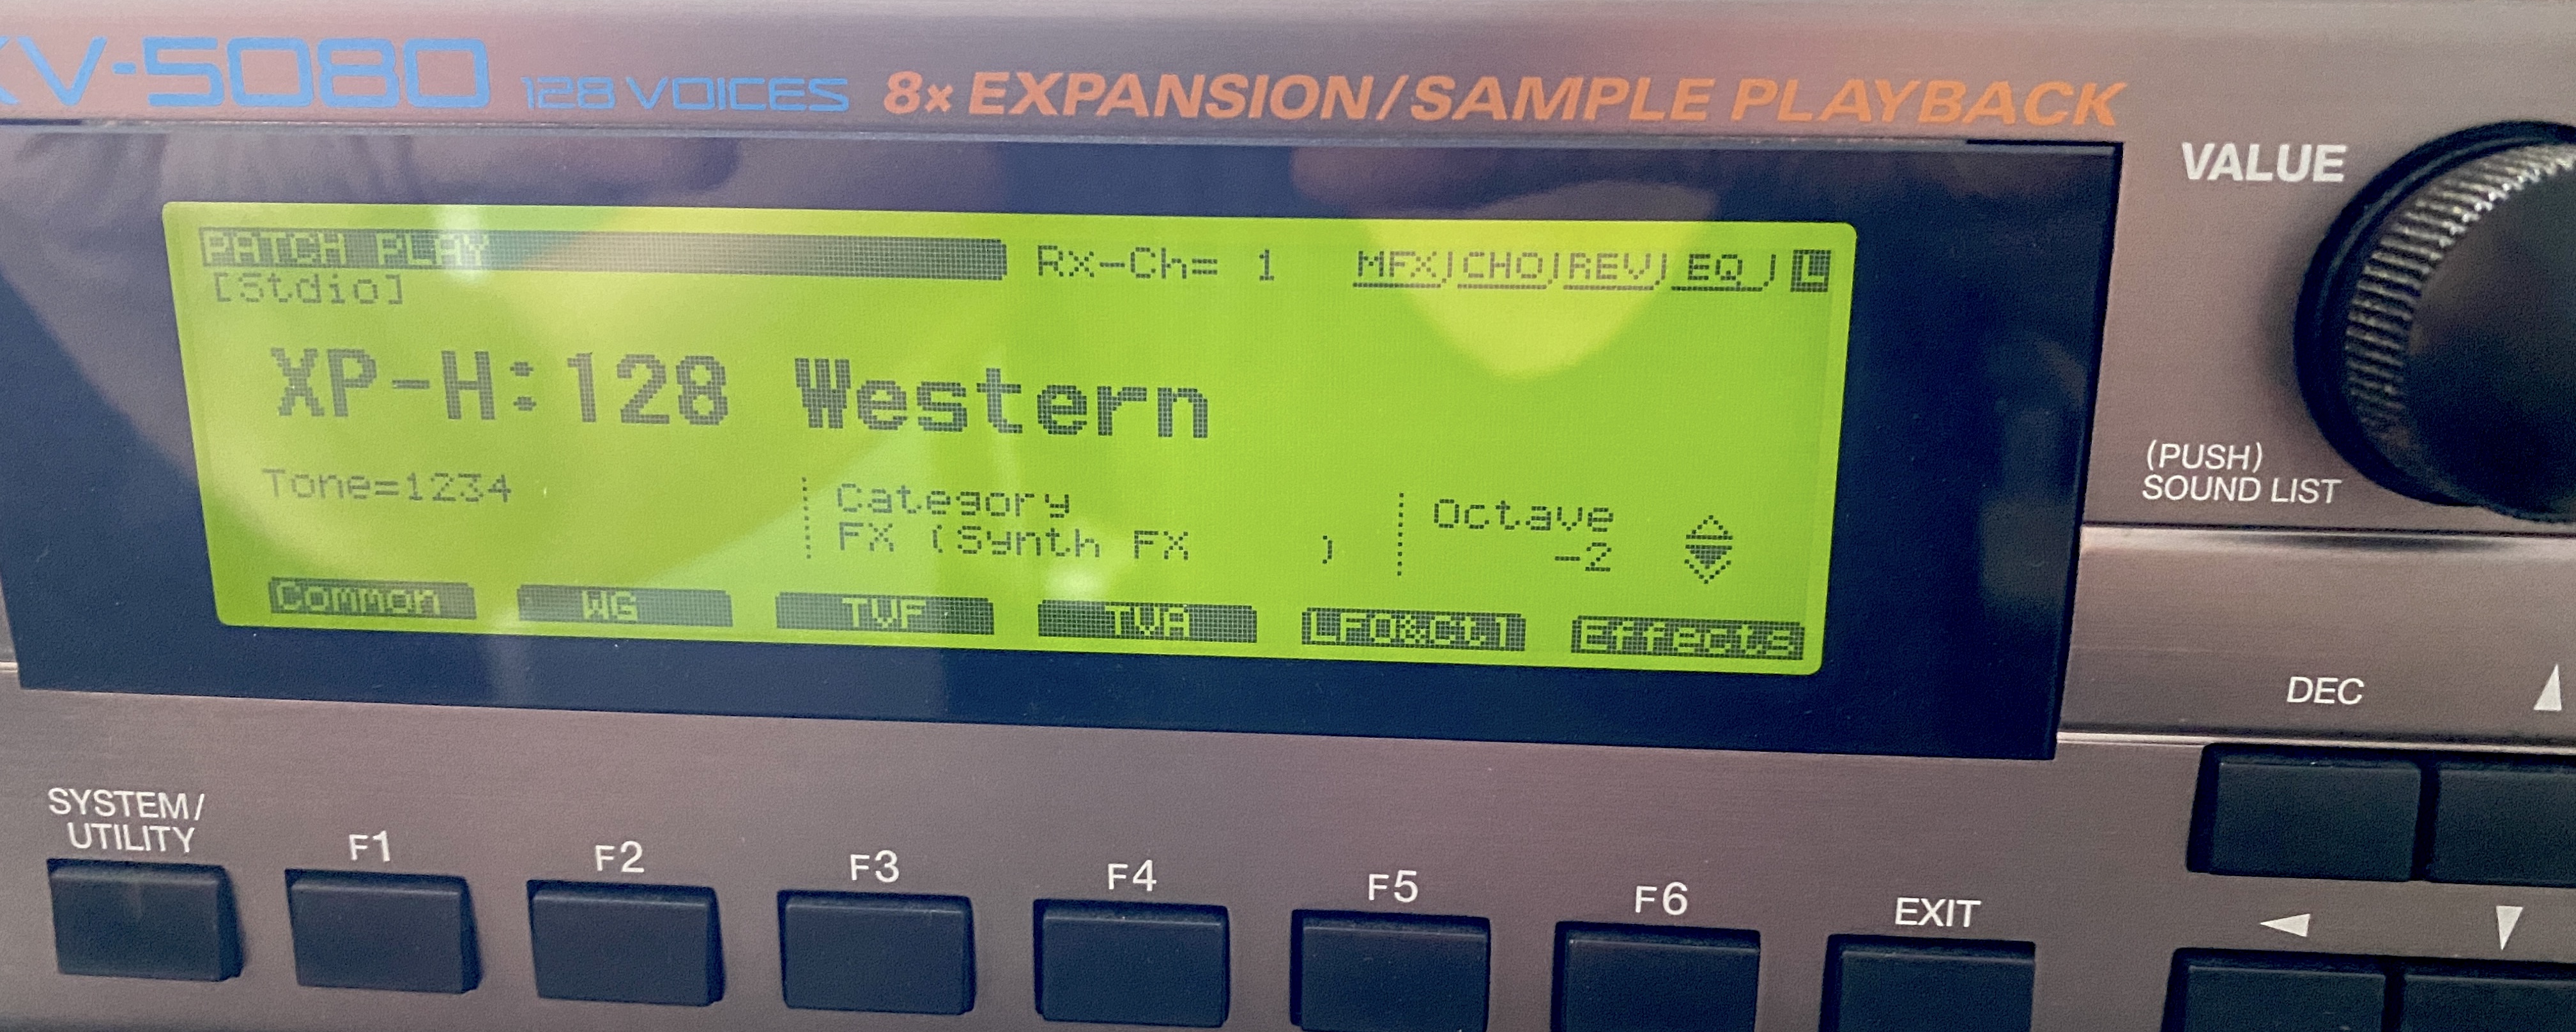 XV-5080 128 VOICES 8x EXPANSION/SAMPLE PLAYBACK
VALUE
PATCH PLAY Rx-Ch= 1 MFX CHO REV EQ L
[Stdio]
XP-H:128 Western
Tone=1234
Category
FX (Synth FX )
Octave
-2
(PUSH)
SOUND LIST
Common WG TVF TVA LFO&Ctl Effects
DEC
SYSTEM/
UTILITY
F1 F2 F3 F4 F5 F6 EXIT